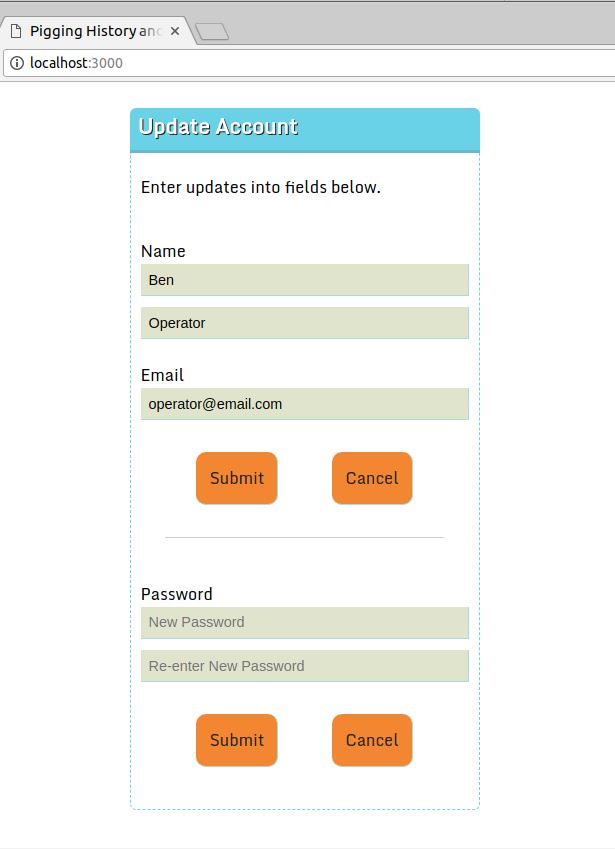 Pigging History and
localhost:3000
Update Account
Enter updates into fields below.
Name
Ben
Operator
Email
operator@email.com
Submit Cancel
Password
New Password
Re-enter New Password
Submit Cancel